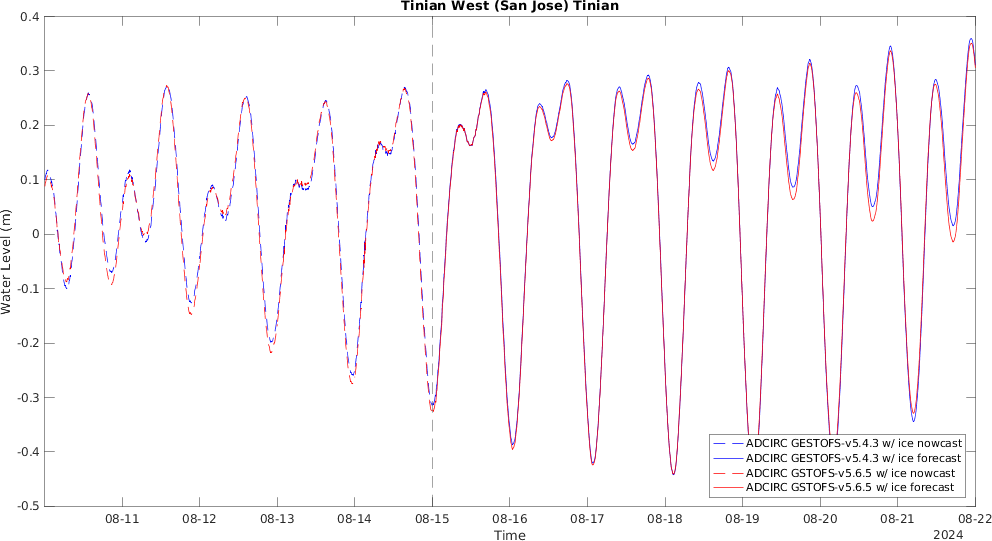 Tinian West (San Jose) Tinian
0.4
0.3
0.2
0.1
0
-0.1
-0.2
-0.3
-0.4
-0.5
Water Level (m)
ADCIRC GESTOFS-v5.4.3 w/ ice nowcast
ADCIRC GESTOFS-v5.4.3 w/ ice forecast
ADCIRC GSTOFS-v5.6.5 w/ ice nowcast
ADCIRC GSTOFS-v5.6.5 w/ ice forecast
08-11 08-12 08-13 08-14 08-15 08-16 08-17 08-18 08-19 08-20 08-21 08-22
Time
2024